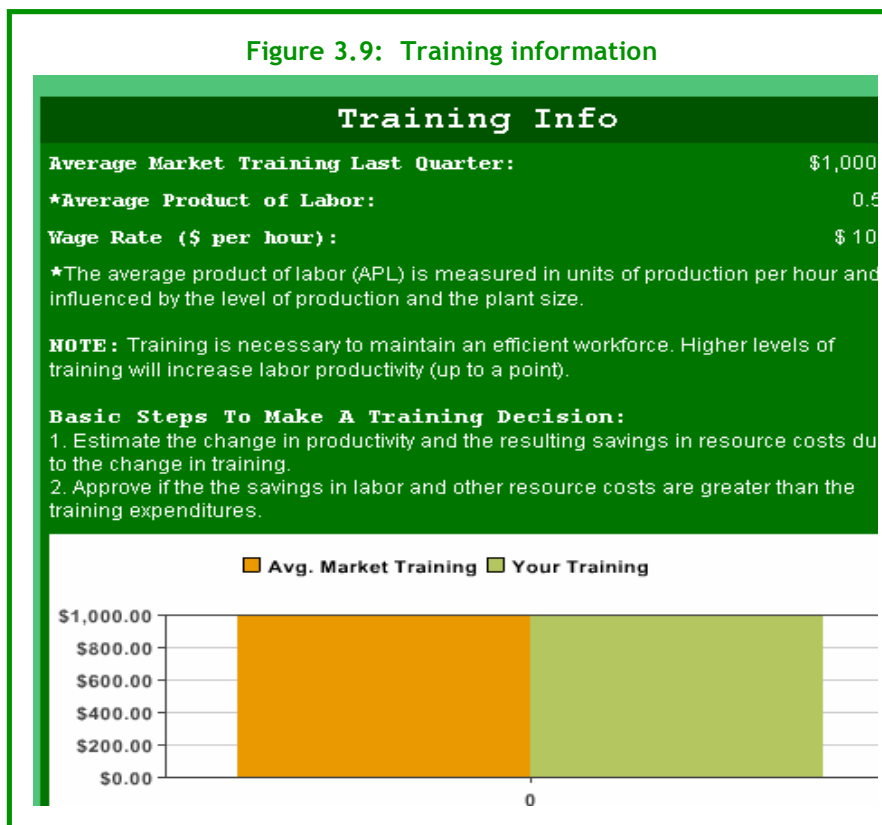 Figure 3.9: Training information
Training Info
Average Market Training Last Quarter: $1,000
*Average Product of Labor: 0.5
Wage Rate ($ per hour): $ 10
*The average product of labor (APL) is measured in units of production per hour and
influenced by the level of production and the plant size.
NOTE: Training is necessary to maintain an efficient workforce. Higher levels of
training will increase labor productivity (up to a point).
Basic Steps To Make A Training Decision:
1. Estimate the change in productivity and the resulting savings in resource costs du
to the change in training.
2. Approve if the the savings in labor and other resource costs are greater than the
training expenditures.
Avg. Market Training Your Training
$1,000.00
$800.00
$600.00
$400.00
$200.00
$0.00
0